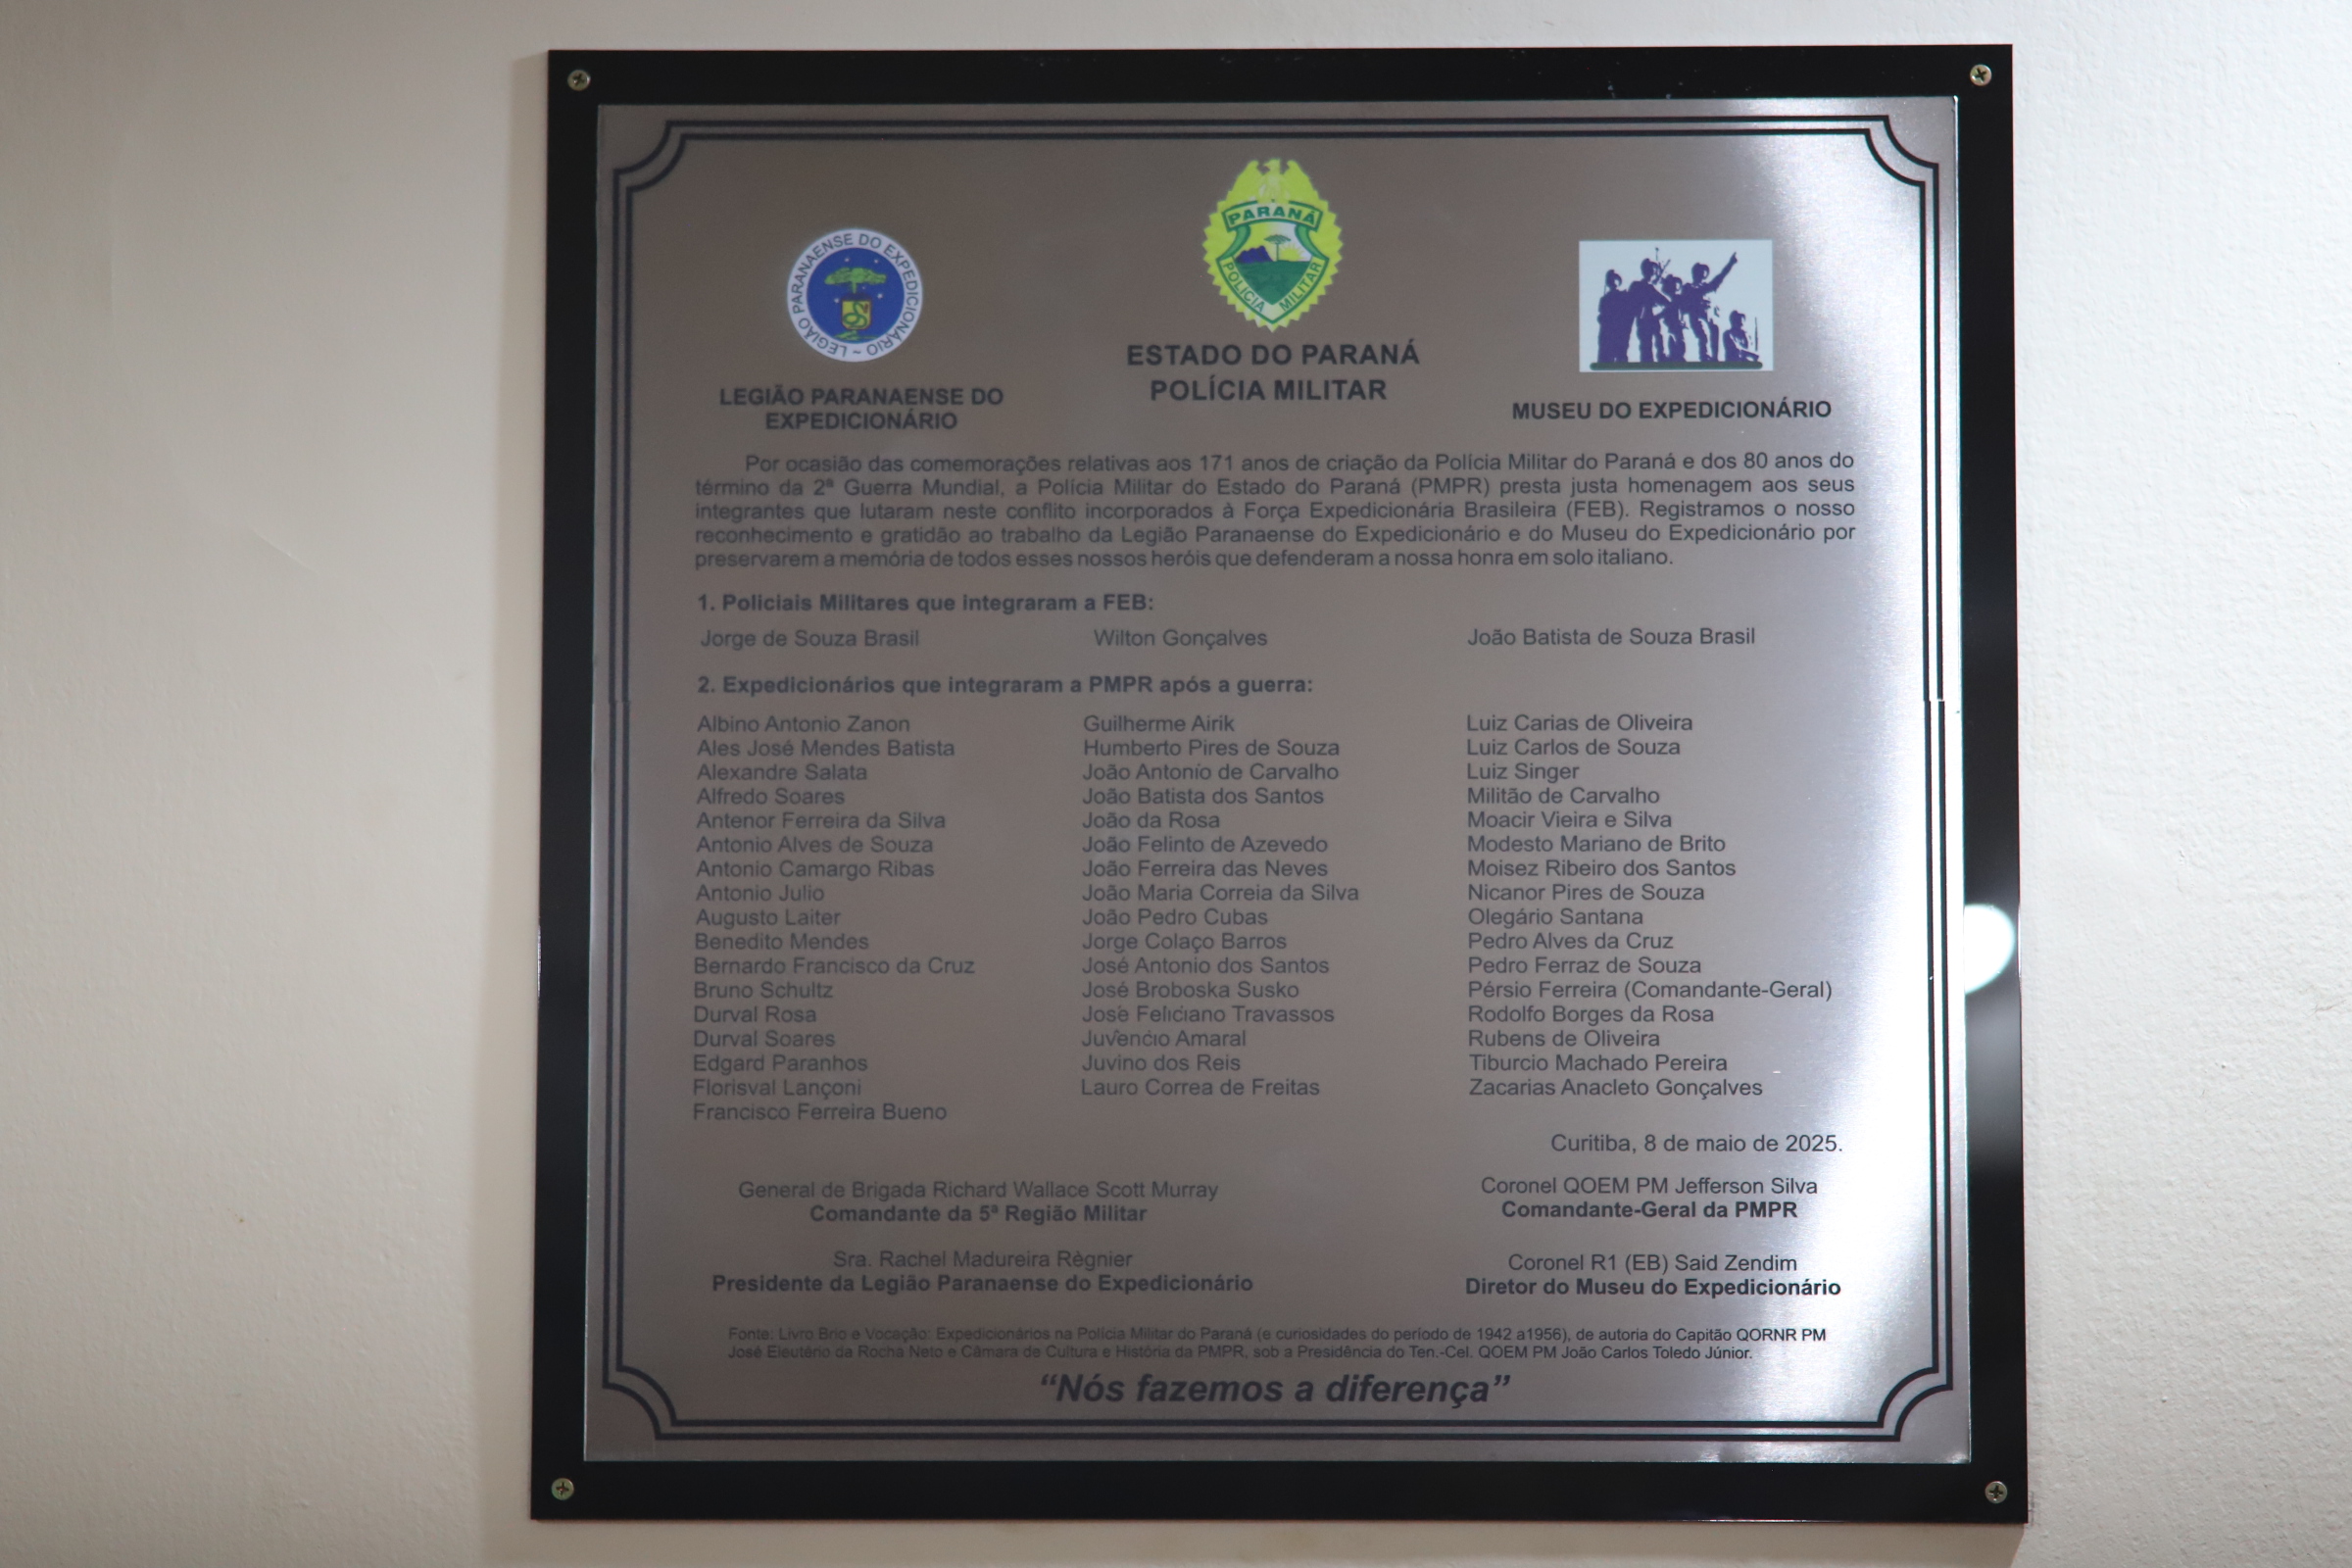 LEGIÃO PARANAENSE DO EXPEDICIONÁRIO ~
PARANÁ
POLÍCIA MILITAR
ESTADO DO PARANÁ
POLÍCIA MILITAR
LEGIÃO PARANAENSE DO
EXPEDICIONÁRIO
MUSEU DO EXPEDICIONÁRIO
Por ocasião das comemorações relativas aos 171 anos de criação da Polícia Militar do Paraná e dos 80 anos do
término da 2ª Guerra Mundial, a Polícia Militar do Estado do Paraná (PMPR) presta justa homenagem aos seus
integrantes que lutaram neste conflito incorporados à Força Expedicionária Brasileira (FEB). Registramos o nosso
reconhecimento e gratidão ao trabalho da Legião Paranaense do Expedicionário e do Museu do Expedicionário por
preservarem a memória de todos esses nossos heróis que defenderam a nossa honra em solo italiano.
1. Policiais Militares que integraram a FEB:
Jorge de Souza Brasil
Wilton Gonçalves
João Batista de Souza Brasil
2. Expedicionários que integraram a PMPR após a guerra:
Albino Antonio Zanon
Ales José Mendes Batista
Alexandre Salata
Alfredo Soares
Antenor Ferreira da Silva
Antonio Alves de Souza
Antonio Camargo Ribas
Antonio Julio
Augusto Laiter
Benedito Mendes
Bernardo Francisco da Cruz
Bruno Schultz
Durval Rosa
Durval Soares
Edgard Paranhos
Florisval Lançoni
Francisco Ferreira Bueno
Guilherme Airik
Humberto Pires de Souza
João Antonio de Carvalho
João Batista dos Santos
João da Rosa
João Felinto de Azevedo
João Ferreira das Neves
João Maria Correia da Silva
João Pedro Cubas
Jorge Colaço Barros
José Antonio dos Santos
José Broboska Susko
José Feliciano Travassos
Juvencio Amaral
Juvino dos Reis
Lauro Correa de Freitas
Luiz Carias de Oliveira
Luiz Carlos de Souza
Luiz Singer
Militão de Carvalho
Moacir Vieira e Silva
Modesto Mariano de Brito
Moisez Ribeiro dos Santos
Nicanor Pires de Souza
Olegário Santana
Pedro Alves da Cruz
Pedro Ferraz de Souza
Pérsio Ferreira (Comandante-Geral)
Rodolfo Borges da Rosa
Rubens de Oliveira
Tiburcio Machado Pereira
Zacarias Anacleto Gonçalves
Curitiba, 8 de maio de 2025.
General de Brigada Richard Wallace Scott Murray
Comandante da 5ª Região Militar
Coronel QOEM PM Jefferson Silva
Comandante-Geral da PMPR
Sra. Rachel Madureira Règnier
Presidente da Legião Paranaense do Expedicionário
Coronel R1 (EB) Said Zendim
Diretor do Museu do Expedicionário
Fonte: Livro Brio e Vocação: Expedicionários na Polícia Militar do Paraná (e curiosidades do período de 1942 a1956), de autoria do Capitão QORNR PM
José Eleutério da Rocha Neto e Câmara de Cultura e História da PMPR, sob a Presidência do Ten.-Cel. QOEM PM João Carlos Toledo Júnior.
“Nós fazemos a diferença”